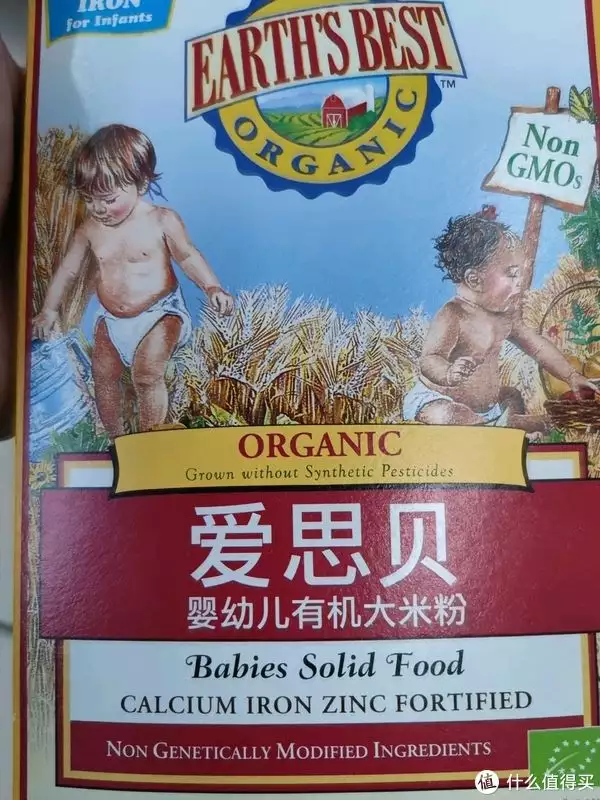 IRON
for Infants
EARTH'S BEST
TM
ORGANIC
Non
GMOs
ORGANIC
Grown without Synthetic Pesticides
爱思贝
婴幼儿有机大米粉
Babies Solid Food
CALCIUM IRON ZINC FORTIFIED
NON GENETICALLY MODIFIED INGREDIENTS
值 什么值得买